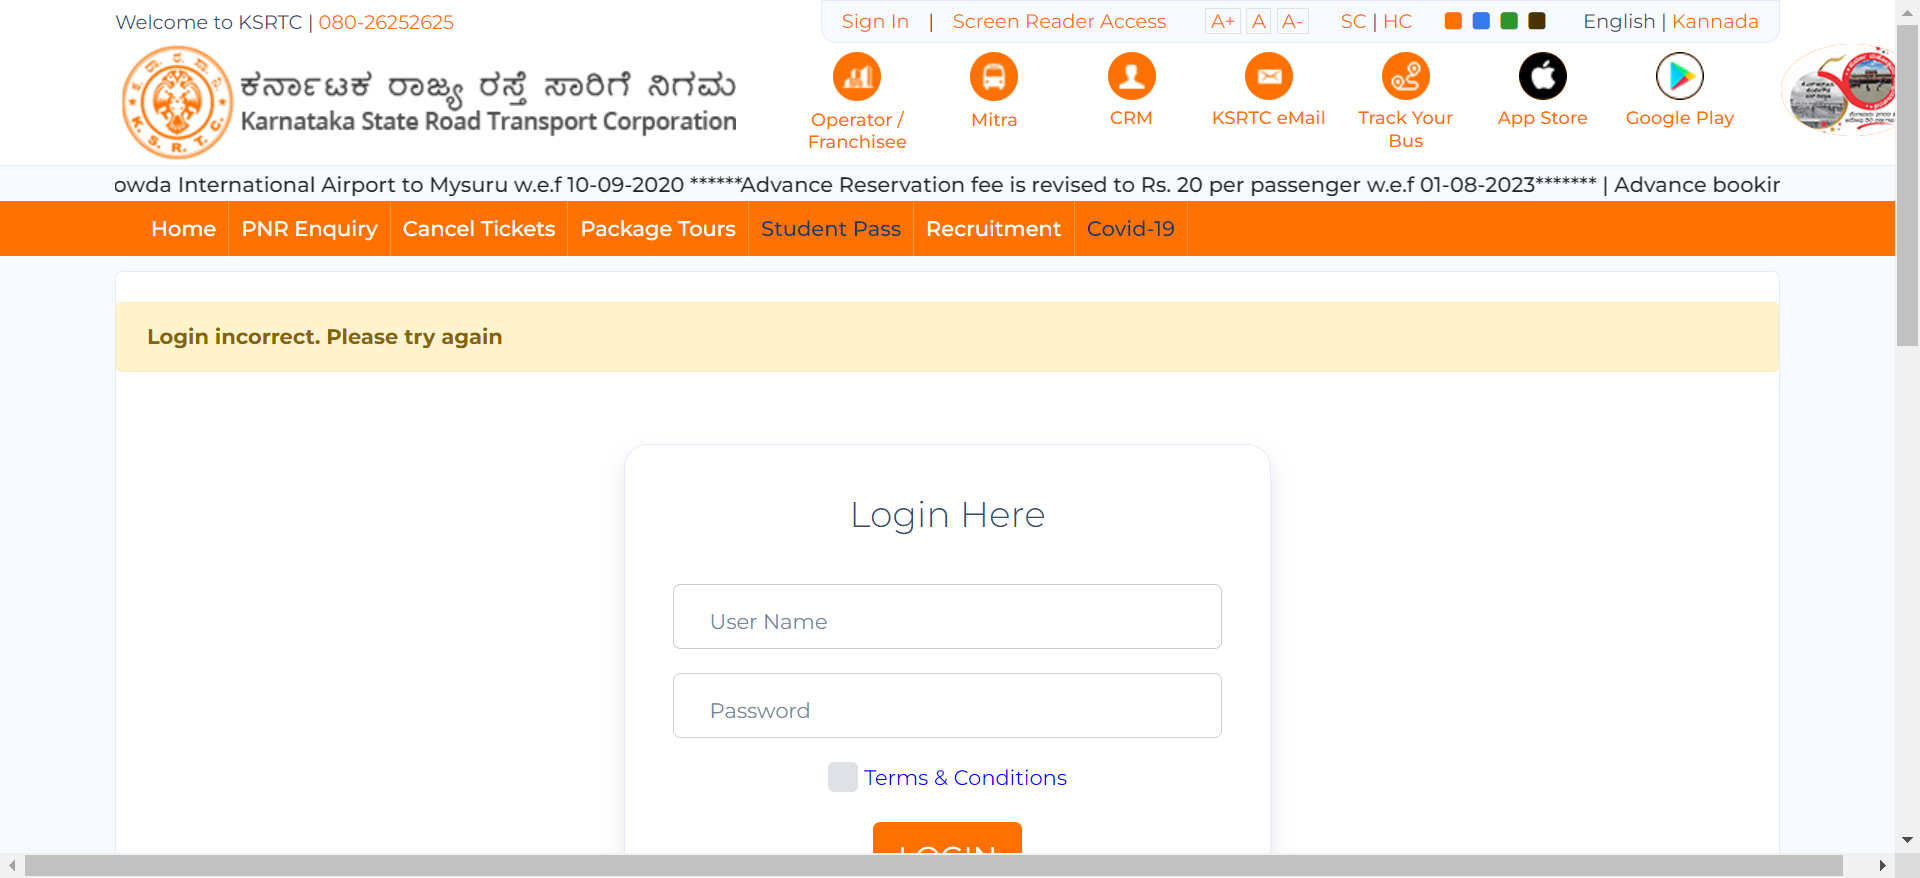 Welcome to KSRTC | 080-26252625
Sign In | Screen Reader Access A+ A A- SC | HC English | Kannada
ಕರ್ನಾಟಕ ರಾಜ್ಯ ರಸ್ತೆ ಸಾರಿಗೆ ನಿಗಮ
Karnataka State Road Transport Corporation
K. S. R. T. C.
Operator / Franchisee
Mitra
CRM
KSRTC eMail
Track Your Bus
App Store
Google Play
owda International Airport to Mysuru w.e.f 10-09-2020 ******Advance Reservation fee is revised to Rs. 20 per passenger w.e.f 01-08-2023******* | Advance bookin
Home PNR Enquiry Cancel Tickets Package Tours Student Pass Recruitment Covid-19
Login incorrect. Please try again
Login Here
User Name
Password
Terms & Conditions
LOGIN